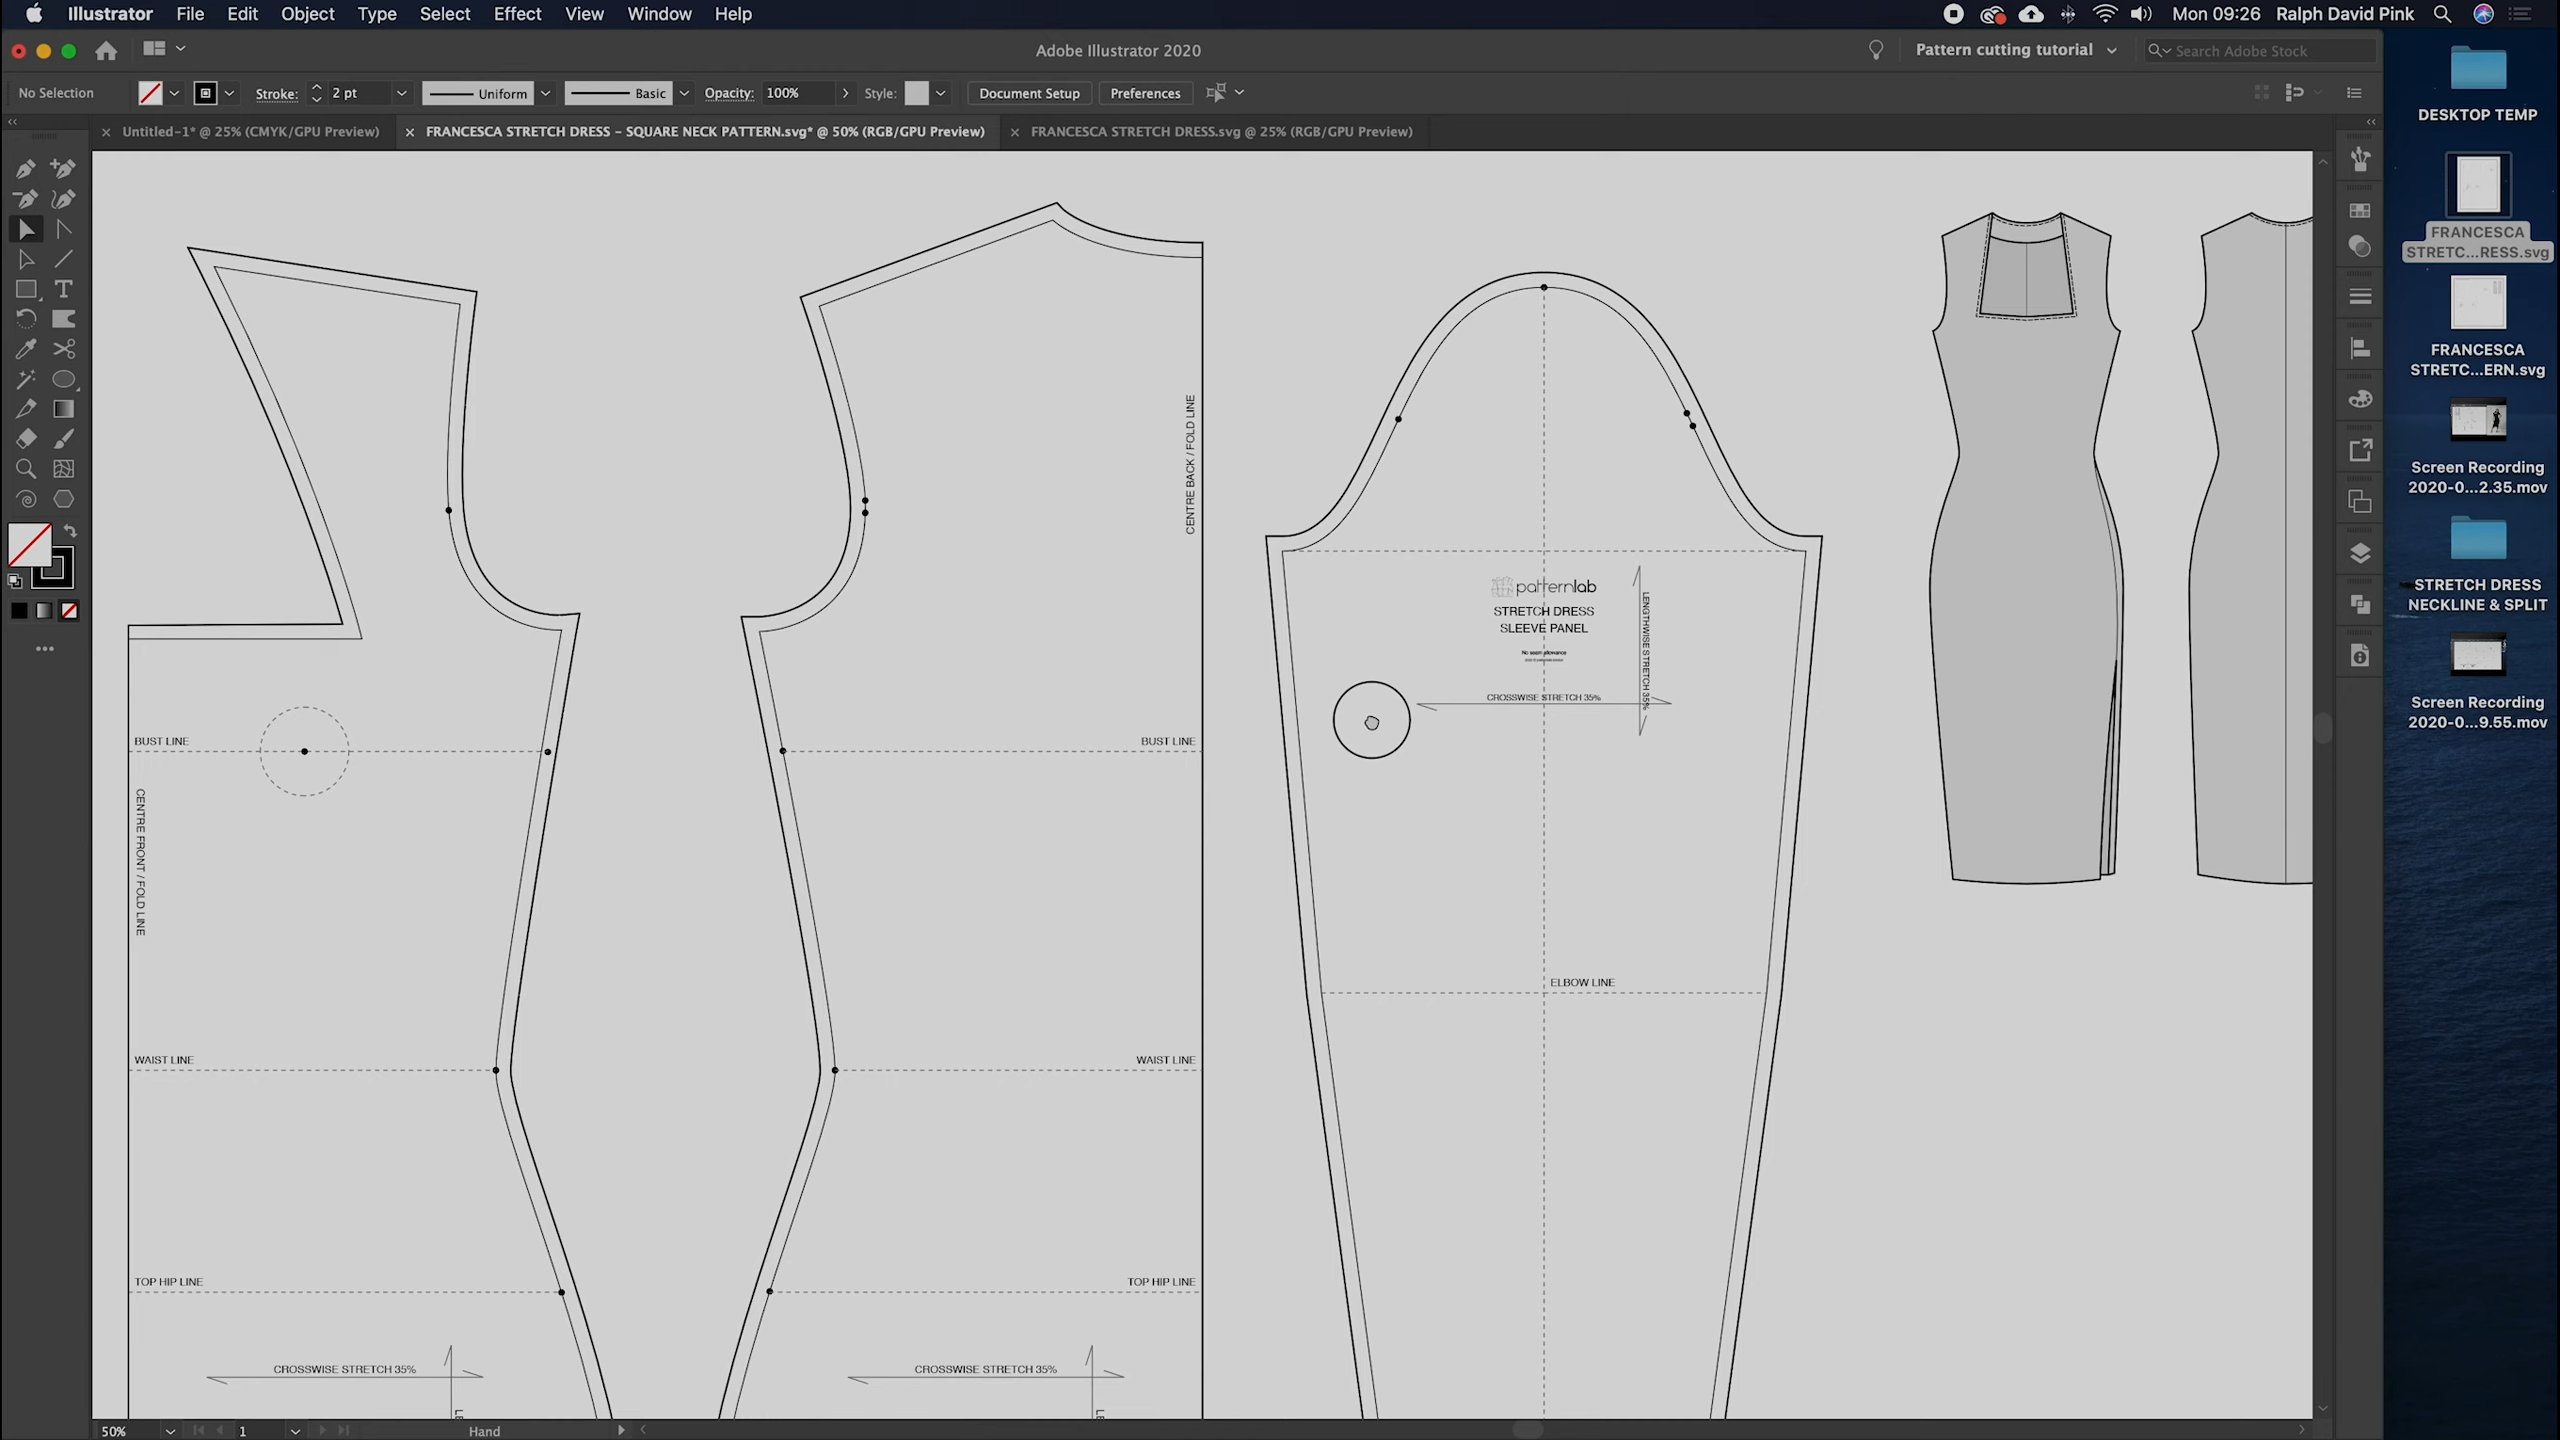 Illustrator File Edit Object Type Select Effect View Window Help
Mon 09:26 Ralph David Pink
Adobe Illustrator 2020
Pattern cutting tutorial
Search Adobe Stock
No Selection
Stroke: 2 pt
Uniform
Basic
Opacity: 100%
Style:
Document Setup
Preferences
Untitled-1* @ 25% (CMYK/GPU Preview)
FRANCESCA STRETCH DRESS – SQUARE NECK PATTERN.svg* @ 50% (RGB/GPU Preview)
FRANCESCA STRETCH DRESS.svg @ 25% (RGB/GPU Preview)
DESKTOP TEMP
FRANCESCA
STRETC...RESS.svg
FRANCESCA
STRETC...ERN.svg
Screen Recording
2020-0...2.35.mov
STRETCH DRESS
NECKLINE & SPLIT
Screen Recording
2020-0...9.55.mov
CENTRE BACK / FOLD LINE
patternlab
STRETCH DRESS
SLEEVE PANEL
No seam allowance
LENGTHWISE STRETCH 35%
CROSSWISE STRETCH 35%
BUST LINE
BUST LINE
CENTRE FRONT / FOLD LINE
ELBOW LINE
WAIST LINE
WAIST LINE
TOP HIP LINE
TOP HIP LINE
CROSSWISE STRETCH 35%
CROSSWISE STRETCH 35%
LE
LE
50%
1
Hand